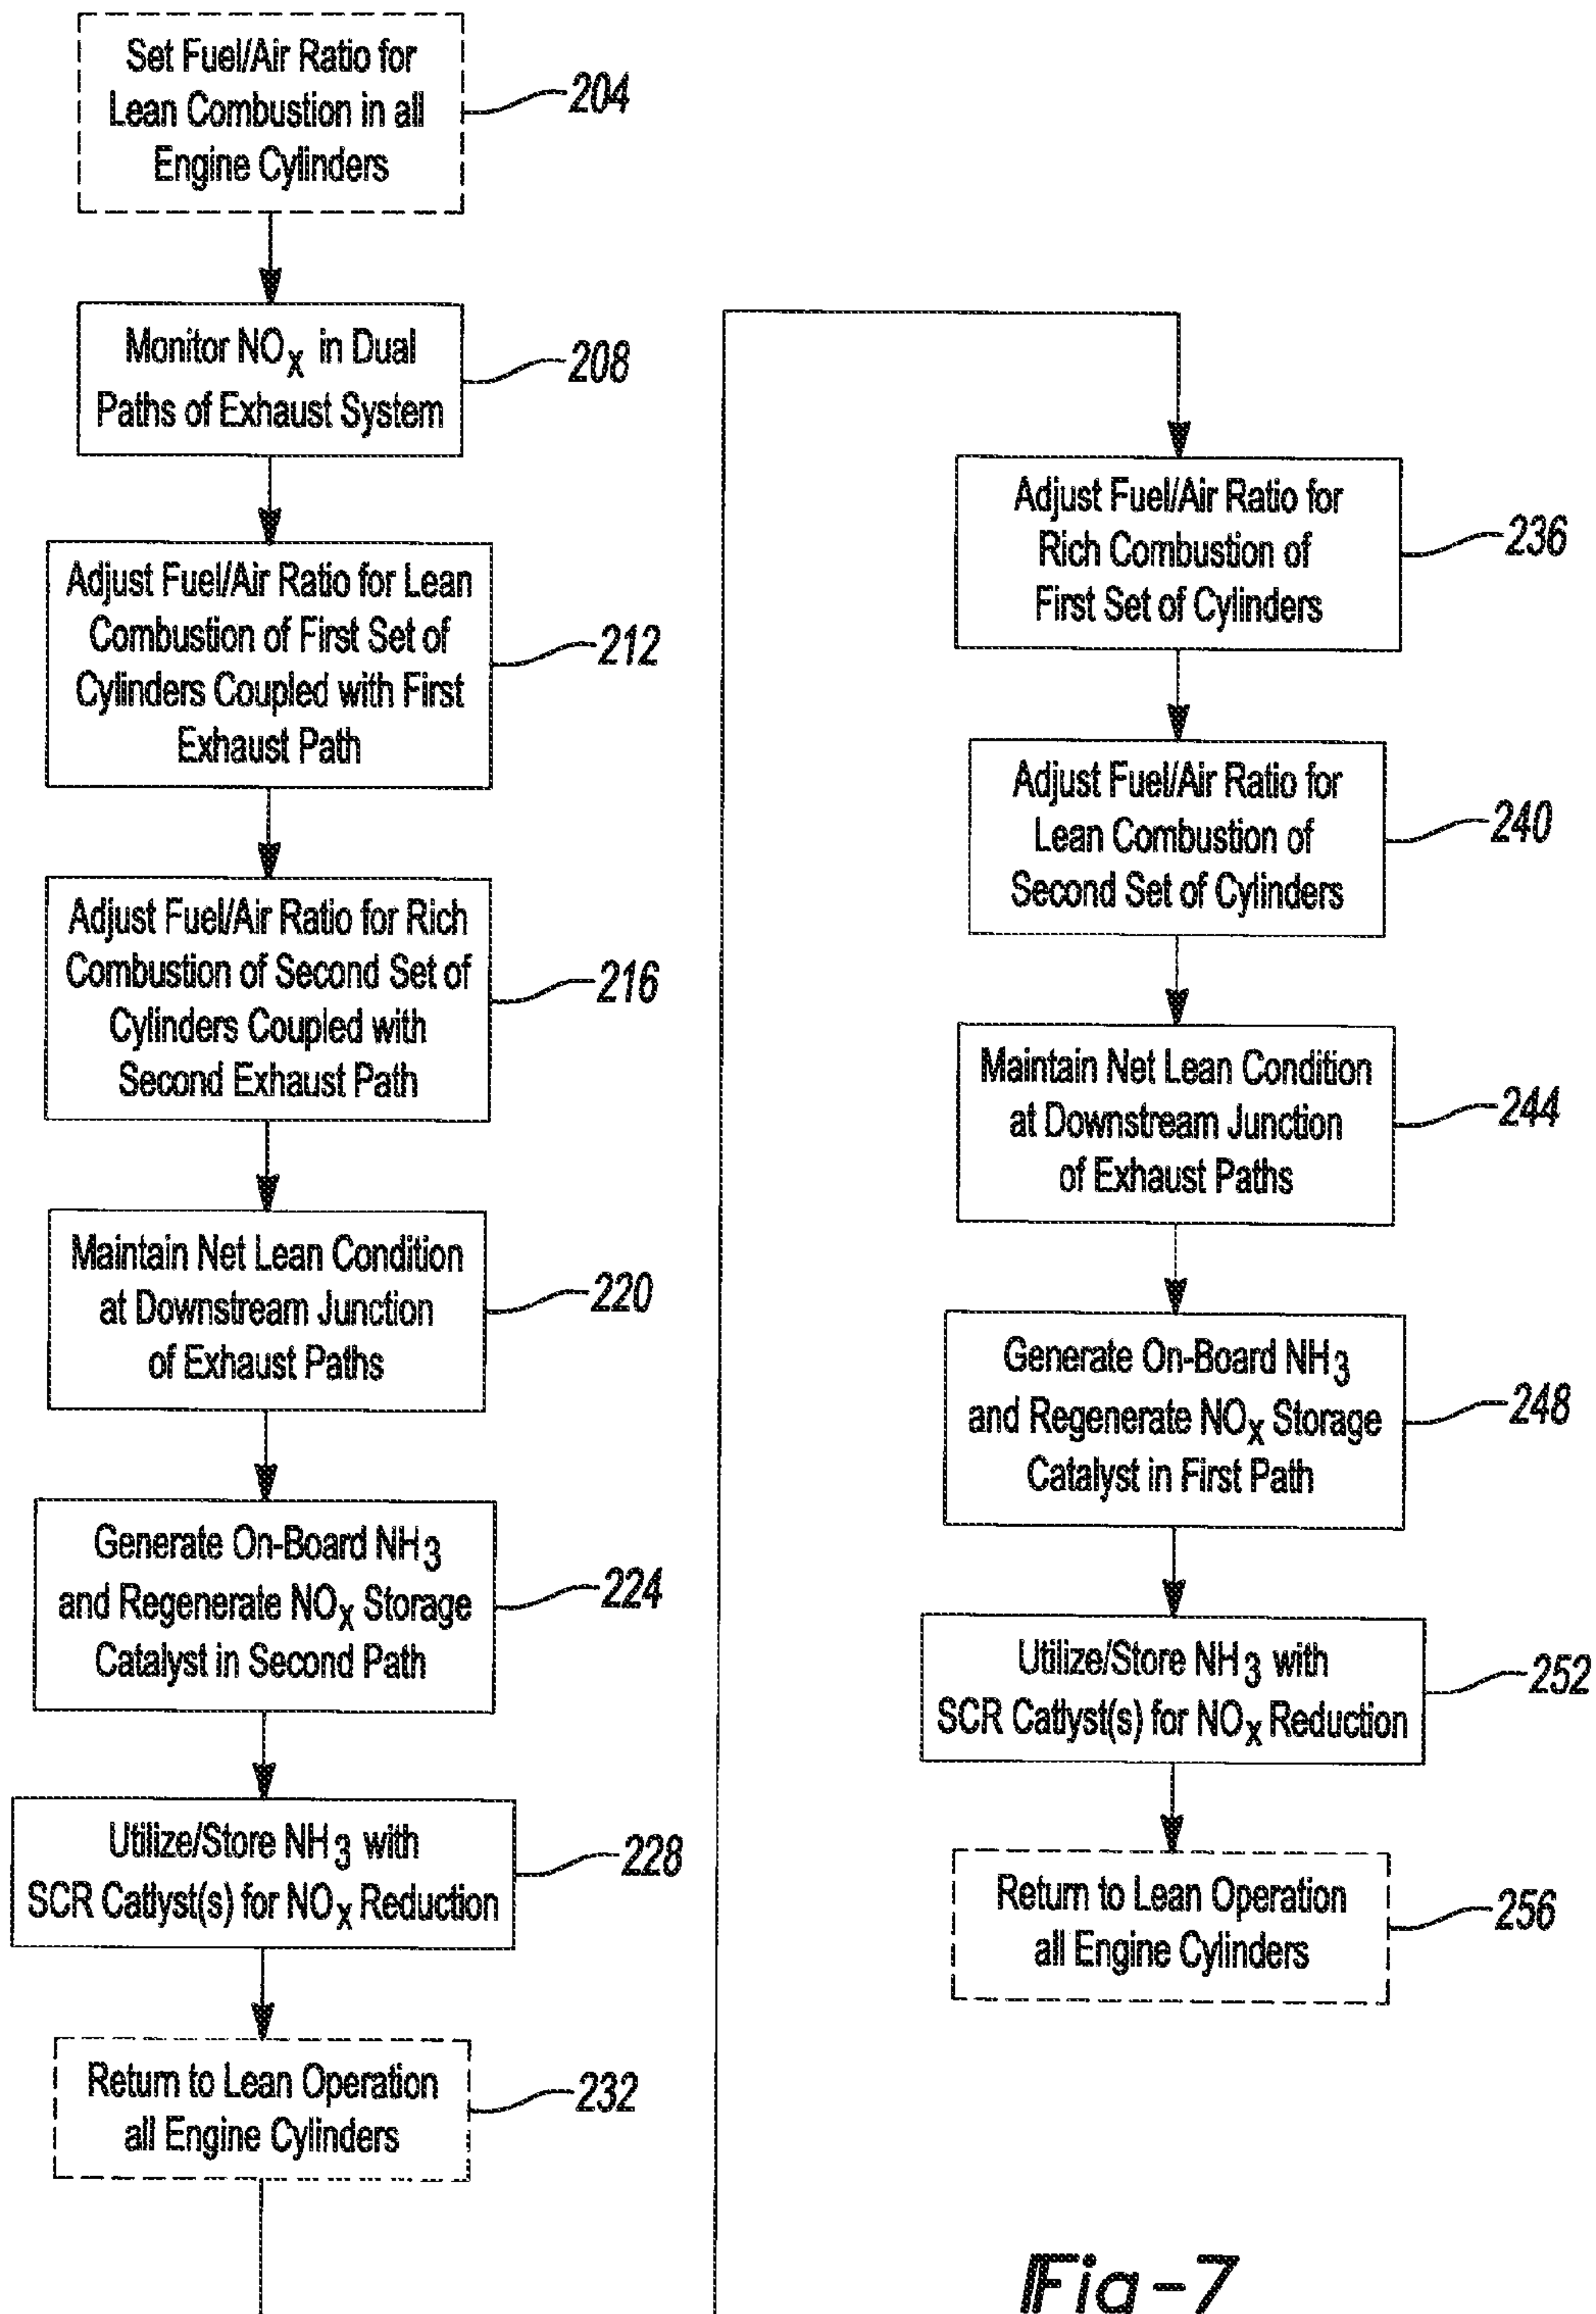 Set Fuel/Air Ratio for
Lean Combustion in all
Engine Cylinders
204
Monitor NOx in Dual
Paths of Exhaust System
208
Adjust Fuel/Air Ratio for Lean
Combustion of First Set of
Cylinders Coupled with First
Exhaust Path
212
Adjust Fuel/Air Ratio for Rich
Combustion of Second Set of
Cylinders Coupled with
Second Exhaust Path
216
Maintain Net Lean Condition
at Downstream Junction
of Exhaust Paths
220
Generate On-Board NH3
and Regenerate NOx Storage
Catalyst in Second Path
224
Utilize/Store NH3 with
SCR Catlyst(s) for NOx Reduction
228
Return to Lean Operation
all Engine Cylinders
232
Adjust Fuel/Air Ratio for
Rich Combustion of
First Set of Cylinders
236
Adjust Fuel/Air Ratio for
Lean Combustion of
Second Set of Cylinders
240
Maintain Net Lean Condition
at Downstream Junction
of Exhaust Paths
244
Generate On-Board NH3
and Regenerate NOx Storage
Catalyst in First Path
248
Utilize/Store NH3 with
SCR Catlyst(s) for NOx Reduction
252
Return to Lean Operation
all Engine Cylinders
256
Fig-7